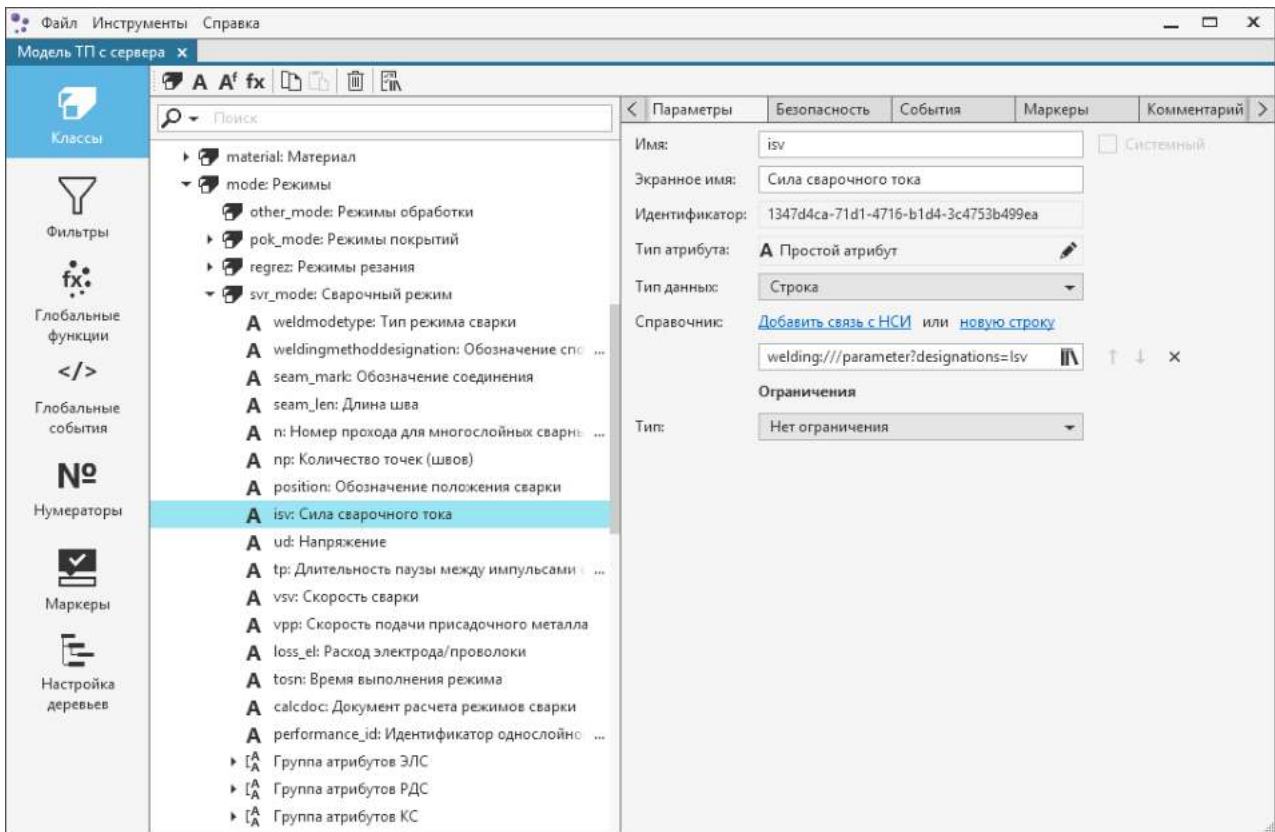 Файл Инструменты Справка
Модель ТП с сервера
Классы
Фильтры
fx
Глобальные
функции
</>
Глобальные
события
№
Нумераторы
Маркеры
Настройка
деревьев
A Af fx
Поиск
material: Материал
mode: Режимы
other_mode: Режимы обработки
pok_mode: Режимы покрытий
regrez: Режимы резания
svr_mode: Сварочный режим
A weldmodetype: Тип режима сварки
A weldingmethoddesignation: Обозначение спо ...
A seam_mark: Обозначение соединения
A seam_len: Длина шва
A n: Номер прохода для многослойных сварн ...
A np: Количество точек (швов)
A position: Обозначение положения сварки
A isv: Сила сварочного тока
A ud: Напряжение
A tp: Длительность паузы между импульсами ...
A vsv: Скорость сварки
A vpp: Скорость подачи присадочного металла
A loss_el: Расход электрода/проволоки
A tosn: Время выполнения режима
A calcdoc: Документ расчета режимов сварки
A performance_id: Идентификатор однослойно ...
Группа атрибутов ЭЛС
Группа атрибутов РДС
Группа атрибутов КС
Параметры Безопасность События Маркеры Комментарий
Имя: isv Системный
Экранное имя: Сила сварочного тока
Идентификатор: 1347d4ca-71d1-4716-b1d4-3c4753b499ea
Тип атрибута: A Простой атрибут
Тип данных: Строка
Справочник: Добавить связь с НСИ или новую строку
welding:///parameter?designations=Isv
Ограничения
Тип: Нет ограничения